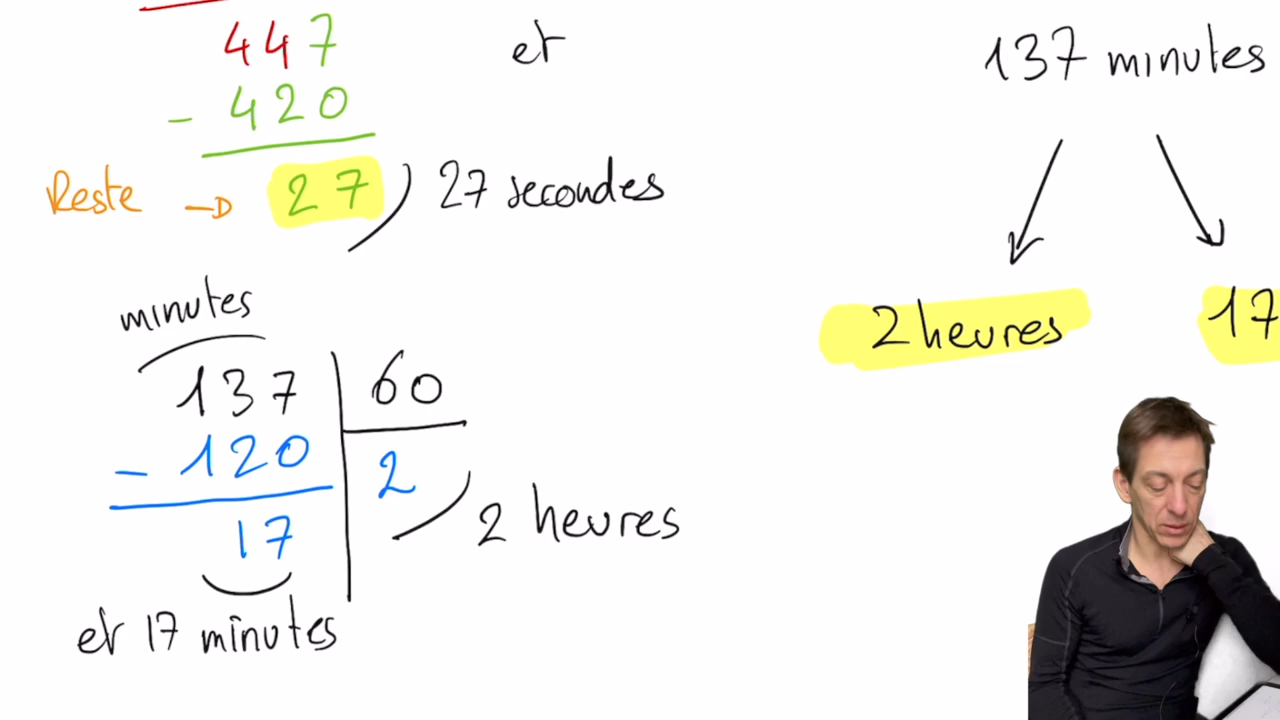 447
et
- 420
Reste → 27
27 secondes
minutes
137
60
- 120
2
2 heures
17
et 17 minutes
137 minutes
2 heures
17